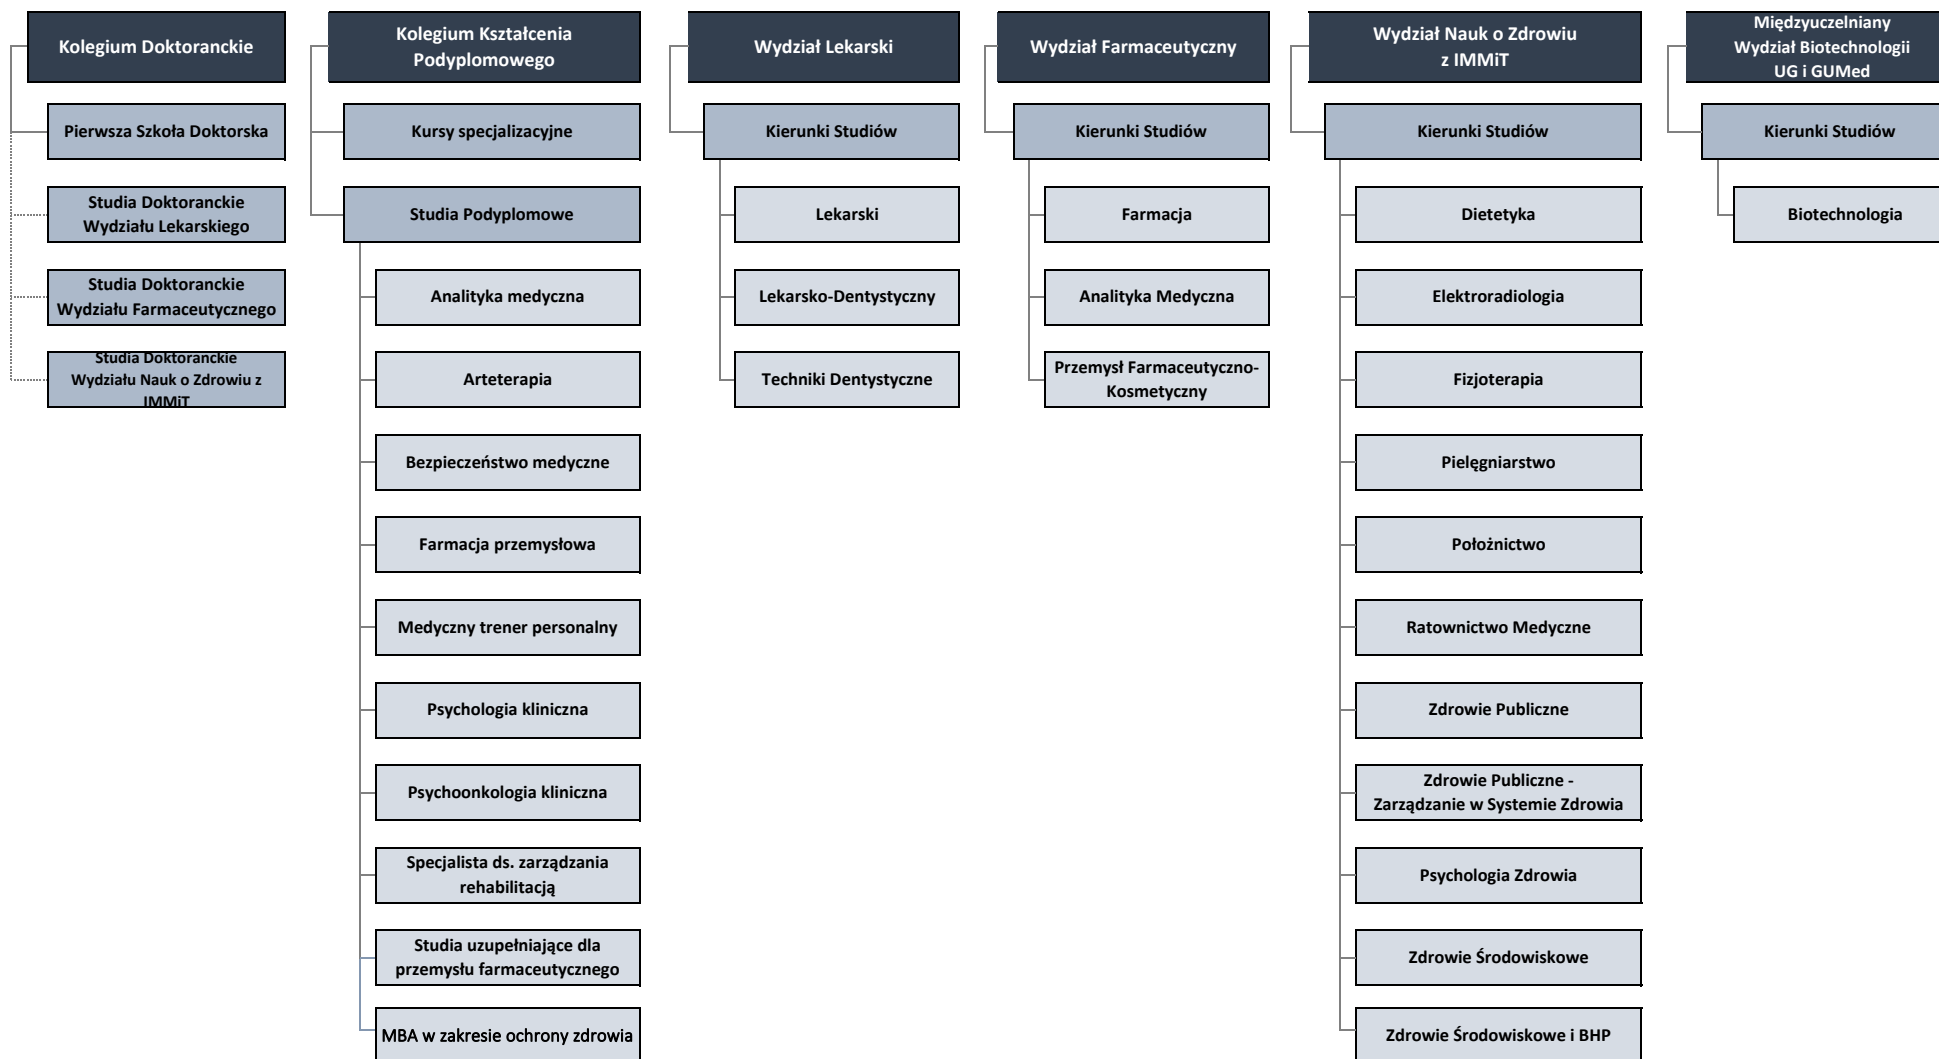 Kolegium Doktoranckie
Pierwsza Szkoła Doktorska
Studia Doktoranckie
Wydziału Lekarskiego
Studia Doktoranckie
Wydziału Farmaceutycznego
Studia Doktoranckie
Wydziału Nauk o Zdrowiu z
IMMiT
Kolegium Kształcenia
Podyplomowego
Kursy specjalizacyjne
Studia Podyplomowe
Analityka medyczna
Arteterapia
Bezpieczeństwo medyczne
Farmacja przemysłowa
Medyczny trener personalny
Psychologia kliniczna
Psychoonkologia kliniczna
Specjalista ds. zarządzania
rehabilitacją
Studia uzupełniające dla
przemysłu farmaceutycznego
MBA w zakresie ochrony zdrowia
Wydział Lekarski
Kierunki Studiów
Lekarski
Lekarsko-Dentystyczny
Techniki Dentystyczne
Wydział Farmaceutyczny
Kierunki Studiów
Farmacja
Analityka Medyczna
Przemysł Farmaceutyczno-
Kosmetyczny
Wydział Nauk o Zdrowiu
z IMMiT
Kierunki Studiów
Dietetyka
Elektroradiologia
Fizjoterapia
Pielęgniarstwo
Położnictwo
Ratownictwo Medyczne
Zdrowie Publiczne
Zdrowie Publiczne -
Zarządzanie w Systemie Zdrowia
Psychologia Zdrowia
Zdrowie Środowiskowe
Zdrowie Środowiskowe i BHP
Międzyuczelniany
Wydział Biotechnologii
UG i GUMed
Kierunki Studiów
Biotechnologia